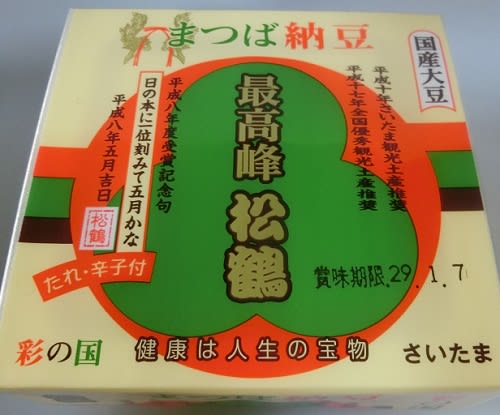 まつば納豆
国産大豆
平成十年さいたま観光土産推奨
平成十七年全国優秀観光土産推奨
最高峰 松鶴
平成八年度受賞記念句
日の本に一位刻みて五月かな
平成八年五月吉日
松鶴
たれ・辛子付
賞味期限.29.1.7
彩の国 健康は人生の宝物 さいたま